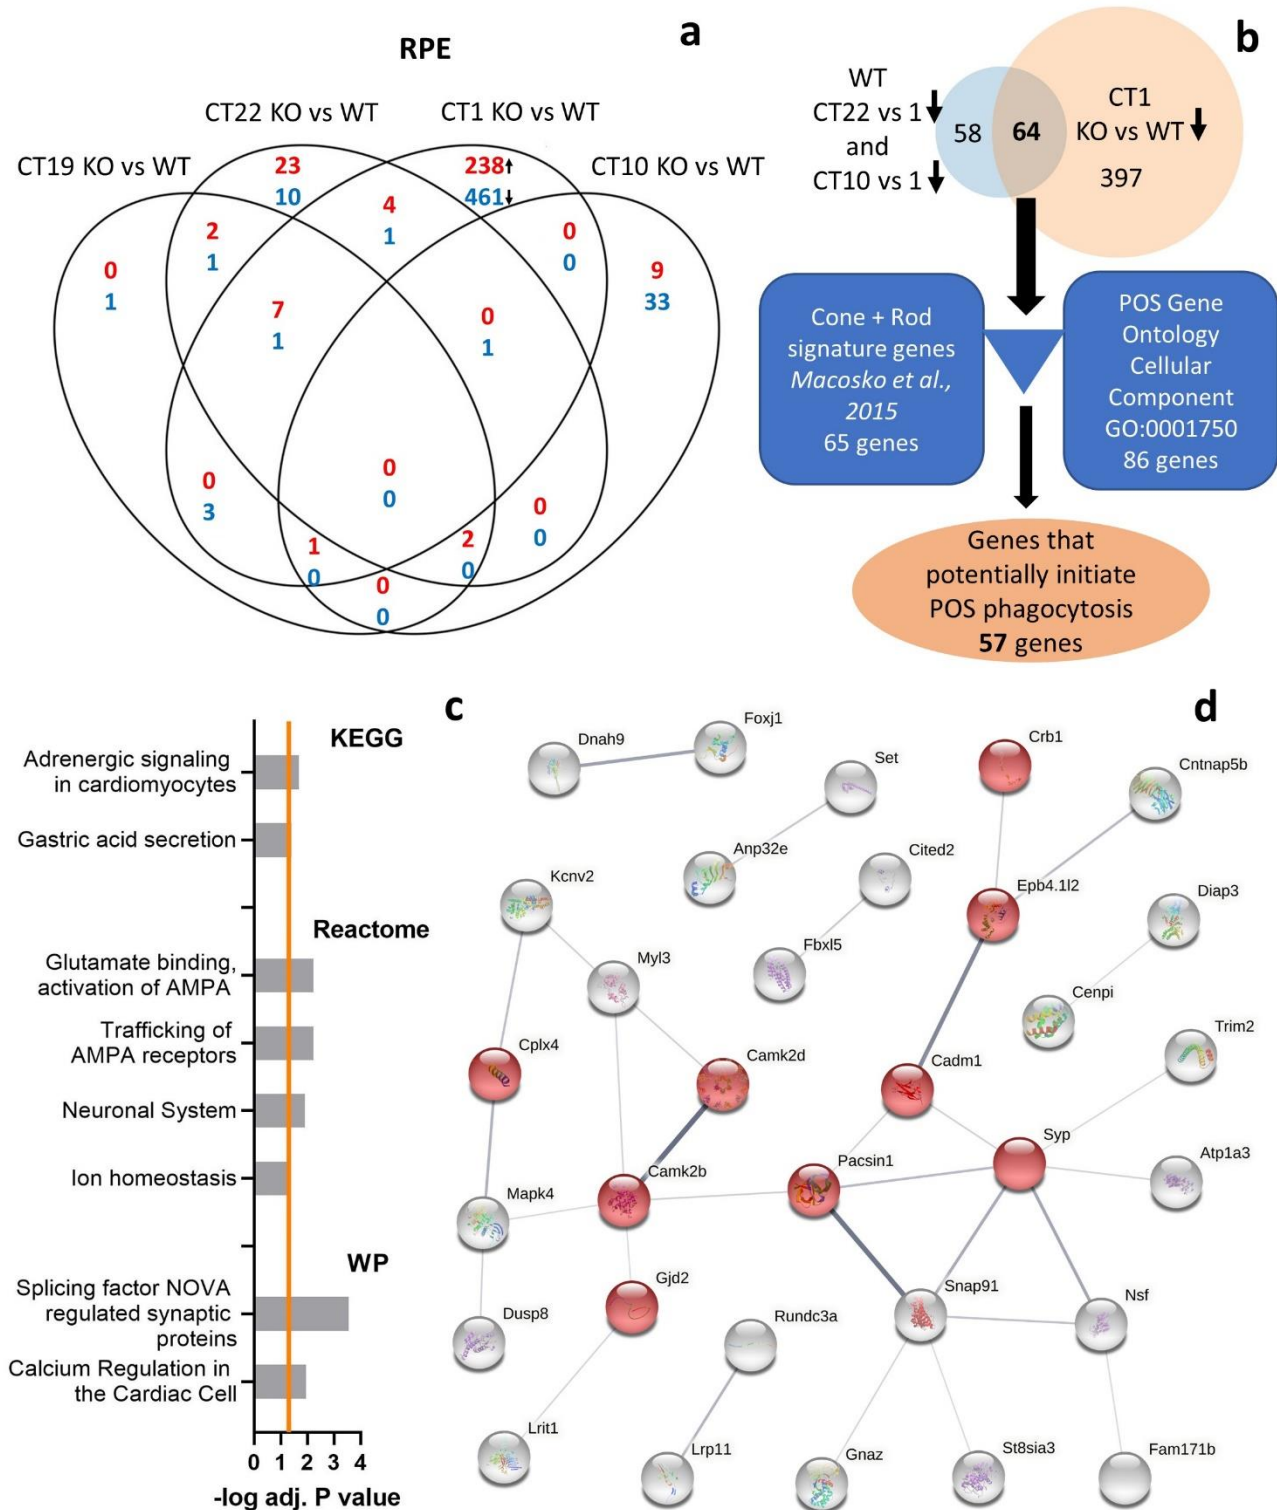 a
RPE
CT22 KO vs WT
CT1 KO vs WT
CT19 KO vs WT
CT10 KO vs WT
23
10
238↑
461↓
4
1
2
1
0
0
0
1
9
33
7
1
0
1
0
3
0
0
0
0
1
0
2
0
0
0
b
WT
CT22 vs 1
and
CT10 vs 1
58
64
CT1
KO vs WT
397
Cone + Rod
signature genes
Macosko et al.,
2015
65 genes
POS Gene
Ontology
Cellular
Component
GO:0001750
86 genes
Genes that
potentially initiate
POS phagocytosis
57 genes
c
KEGG
Adrenergic signaling
in cardiomyocytes
Gastric acid secretion
Reactome
Glutamate binding,
activation of AMPA
Trafficking of
AMPA receptors
Neuronal System
Ion homeostasis
WP
Splicing factor NOVA
regulated synaptic
proteins
Calcium Regulation in
the Cardiac Cell
0 1 2 3 4
-log adj. P value
d
Dnah9
Foxj1
Set
Crb1
Cntnap5b
Anp32e
Cited2
Kcnv2
Epb4.1l2
Diap3
Fbxl5
Myl3
Cenpi
Trim2
Cplx4
Camk2d
Cadm1
Syp
Atp1a3
Pacsin1
Camk2b
Mapk4
Gjd2
Snap91
Nsf
Rundc3a
Dusp8
Lrit1
Lrp11
Gnaz
St8sia3
Fam171b